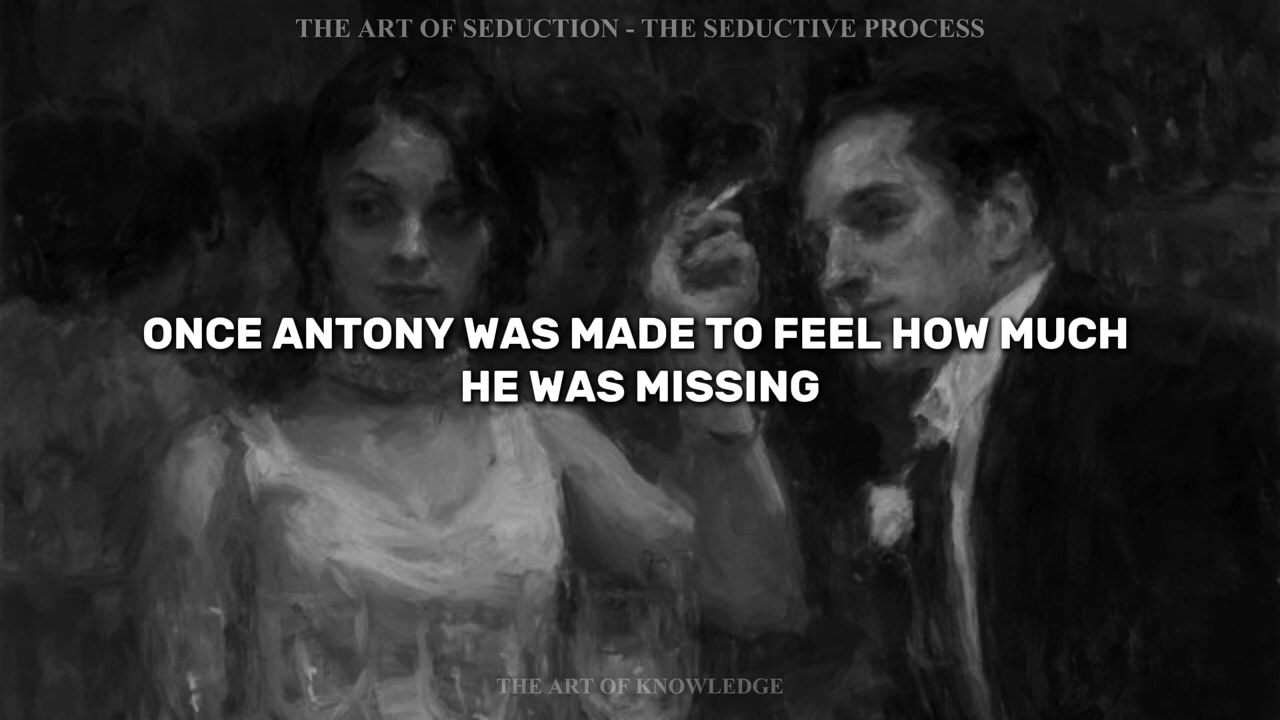 THE ART OF SEDUCTION - THE SEDUCTIVE PROCESS
ONCE ANTONY WAS MADE TO FEEL HOW MUCH
HE WAS MISSING
THE ART OF KNOWLEDGE